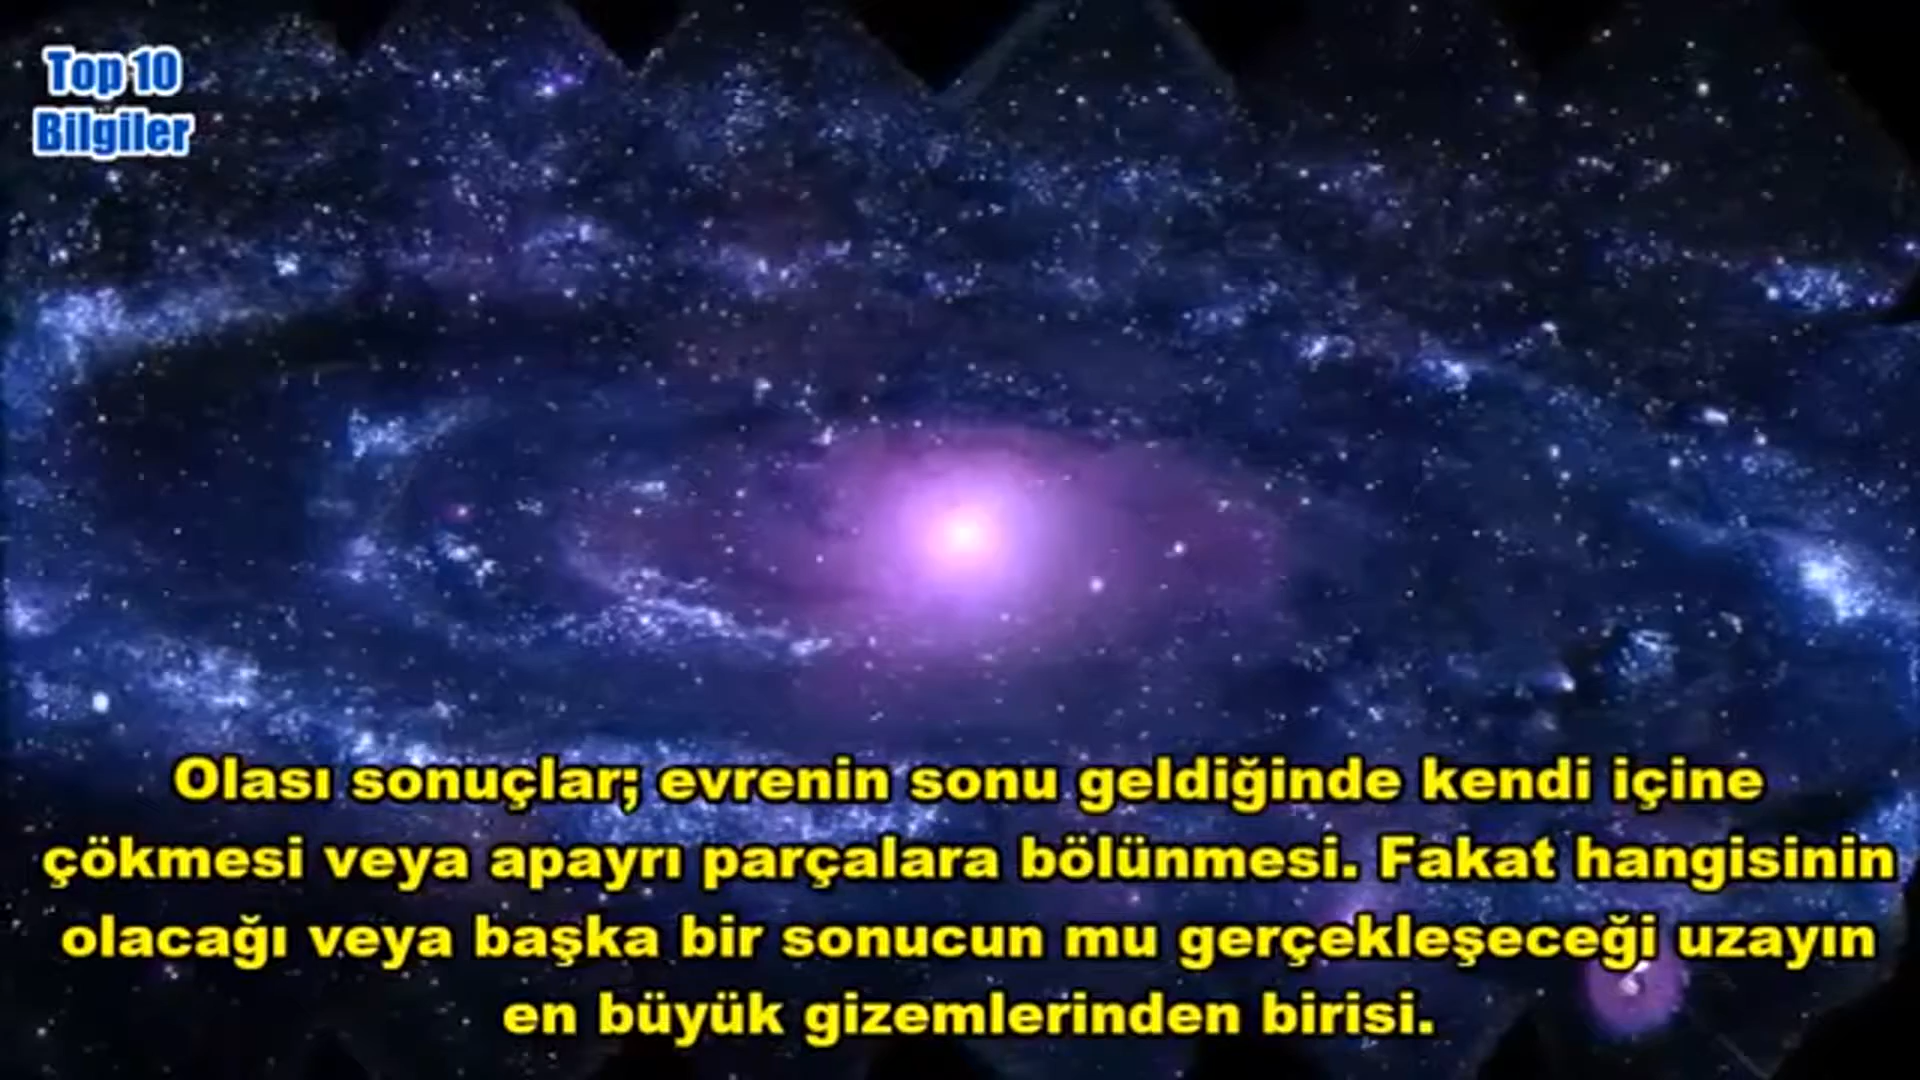 Top 10
Bilgiler
Olası sonuçlar; evrenin sonu geldiğinde kendi içine
çökmesi veya apayrı parçalara bölünmesi. Fakat hangisinin
olacağı veya başka bir sonucun mu gerçekleşeceği uzayın
en büyük gizemlerinden birisi.